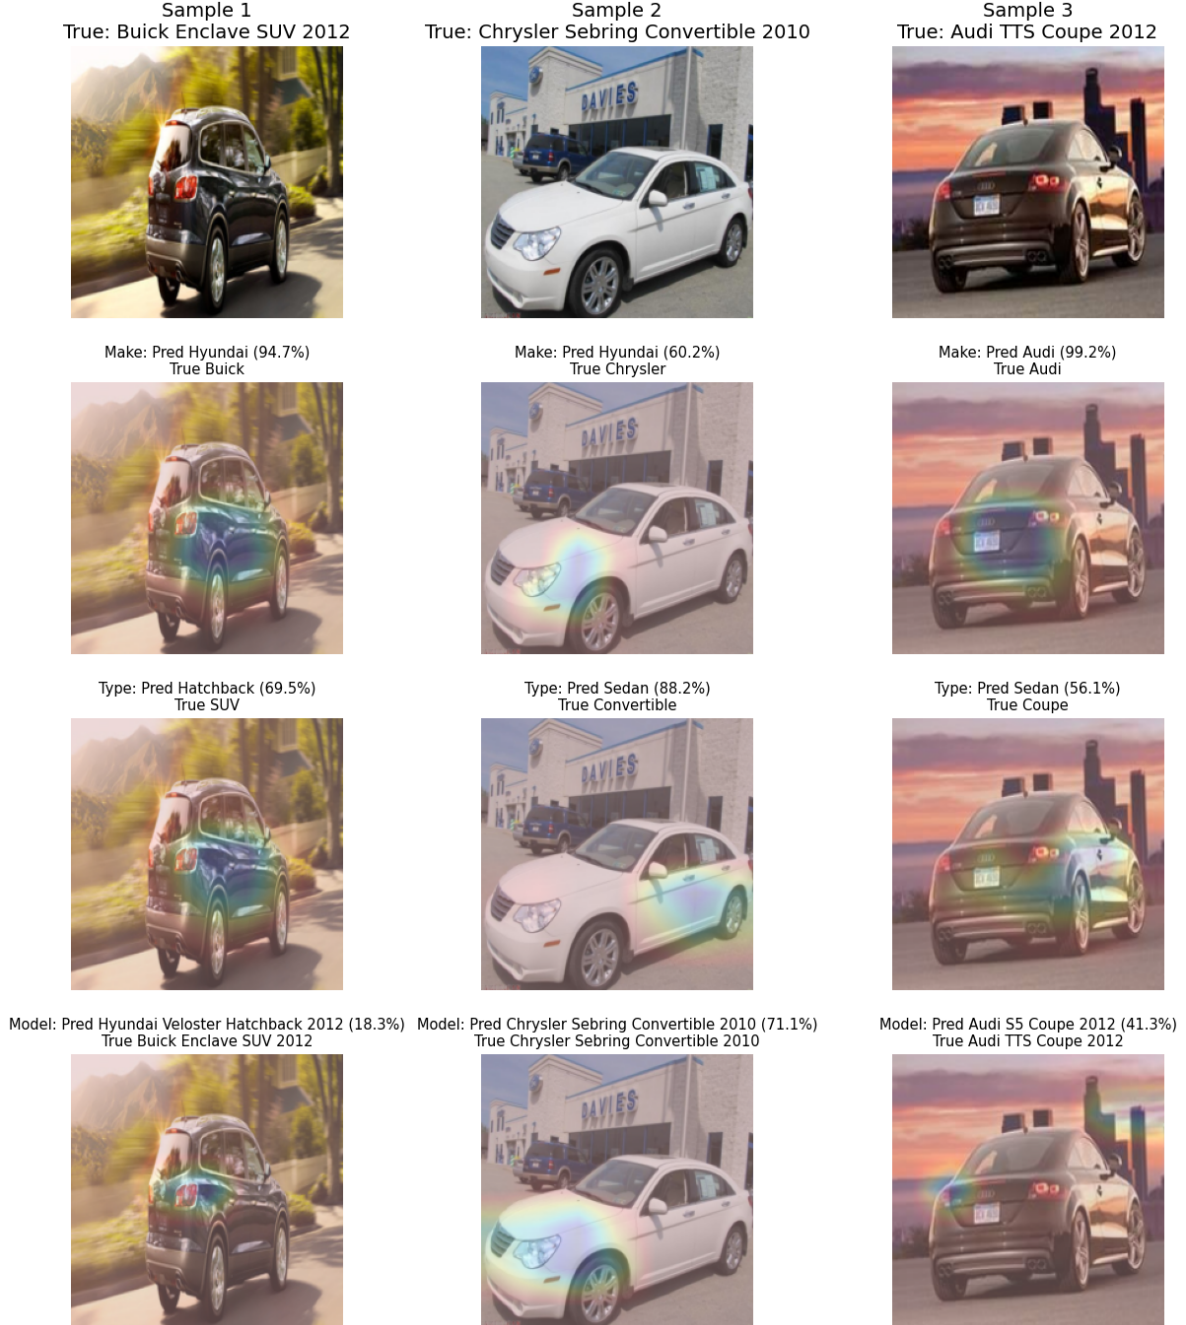 Sample 1
True: Buick Enclave SUV 2012
Sample 2
True: Chrysler Sebring Convertible 2010
Sample 3
True: Audi TTS Coupe 2012
DAVIES
Make: Pred Hyundai (94.7%)
True Buick
Make: Pred Hyundai (60.2%)
True Chrysler
Make: Pred Audi (99.2%)
True Audi
DAVIES
Type: Pred Hatchback (69.5%)
True SUV
Type: Pred Sedan (88.2%)
True Convertible
Type: Pred Sedan (56.1%)
True Coupe
DAVIES
Model: Pred Hyundai Veloster Hatchback 2012 (18.3%)
True Buick Enclave SUV 2012
Model: Pred Chrysler Sebring Convertible 2010 (71.1%)
True Chrysler Sebring Convertible 2010
Model: Pred Audi S5 Coupe 2012 (41.3%)
True Audi TTS Coupe 2012
DAVIES